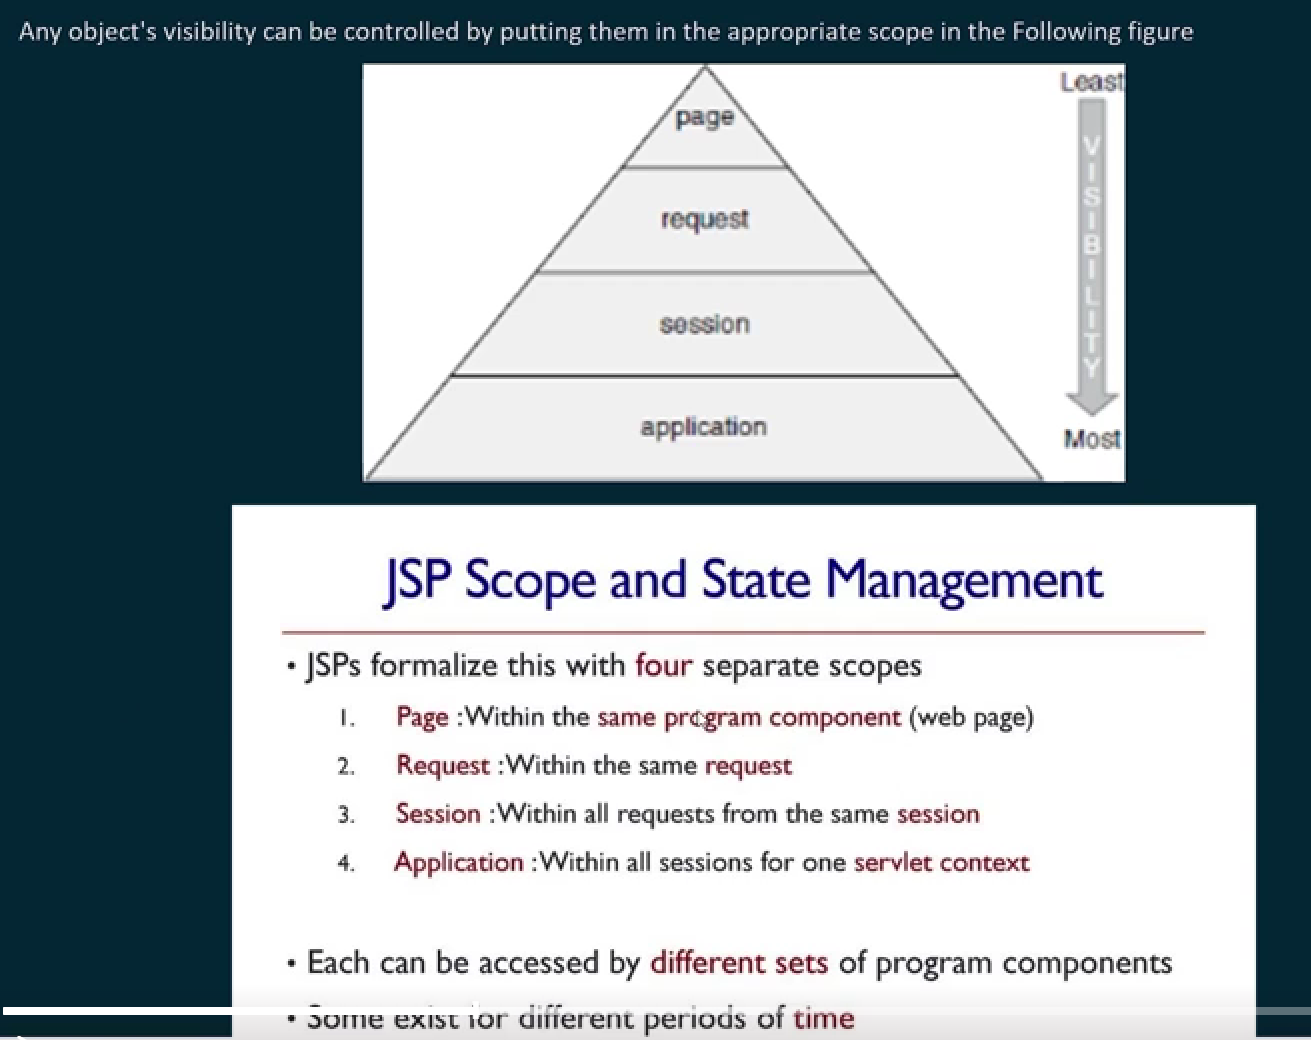 Any object's visibility can be controlled by putting them in the appropriate scope in the Following figure
Least
page
request
session
application
VISIBILITY
Most
JSP Scope and State Management
• JSPs formalize this with four separate scopes
1. Page :Within the same program component (web page)
2. Request :Within the same request
3. Session :Within all requests from the same session
4. Application :Within all sessions for one servlet context
• Each can be accessed by different sets of program components
• Some exist for different periods of time